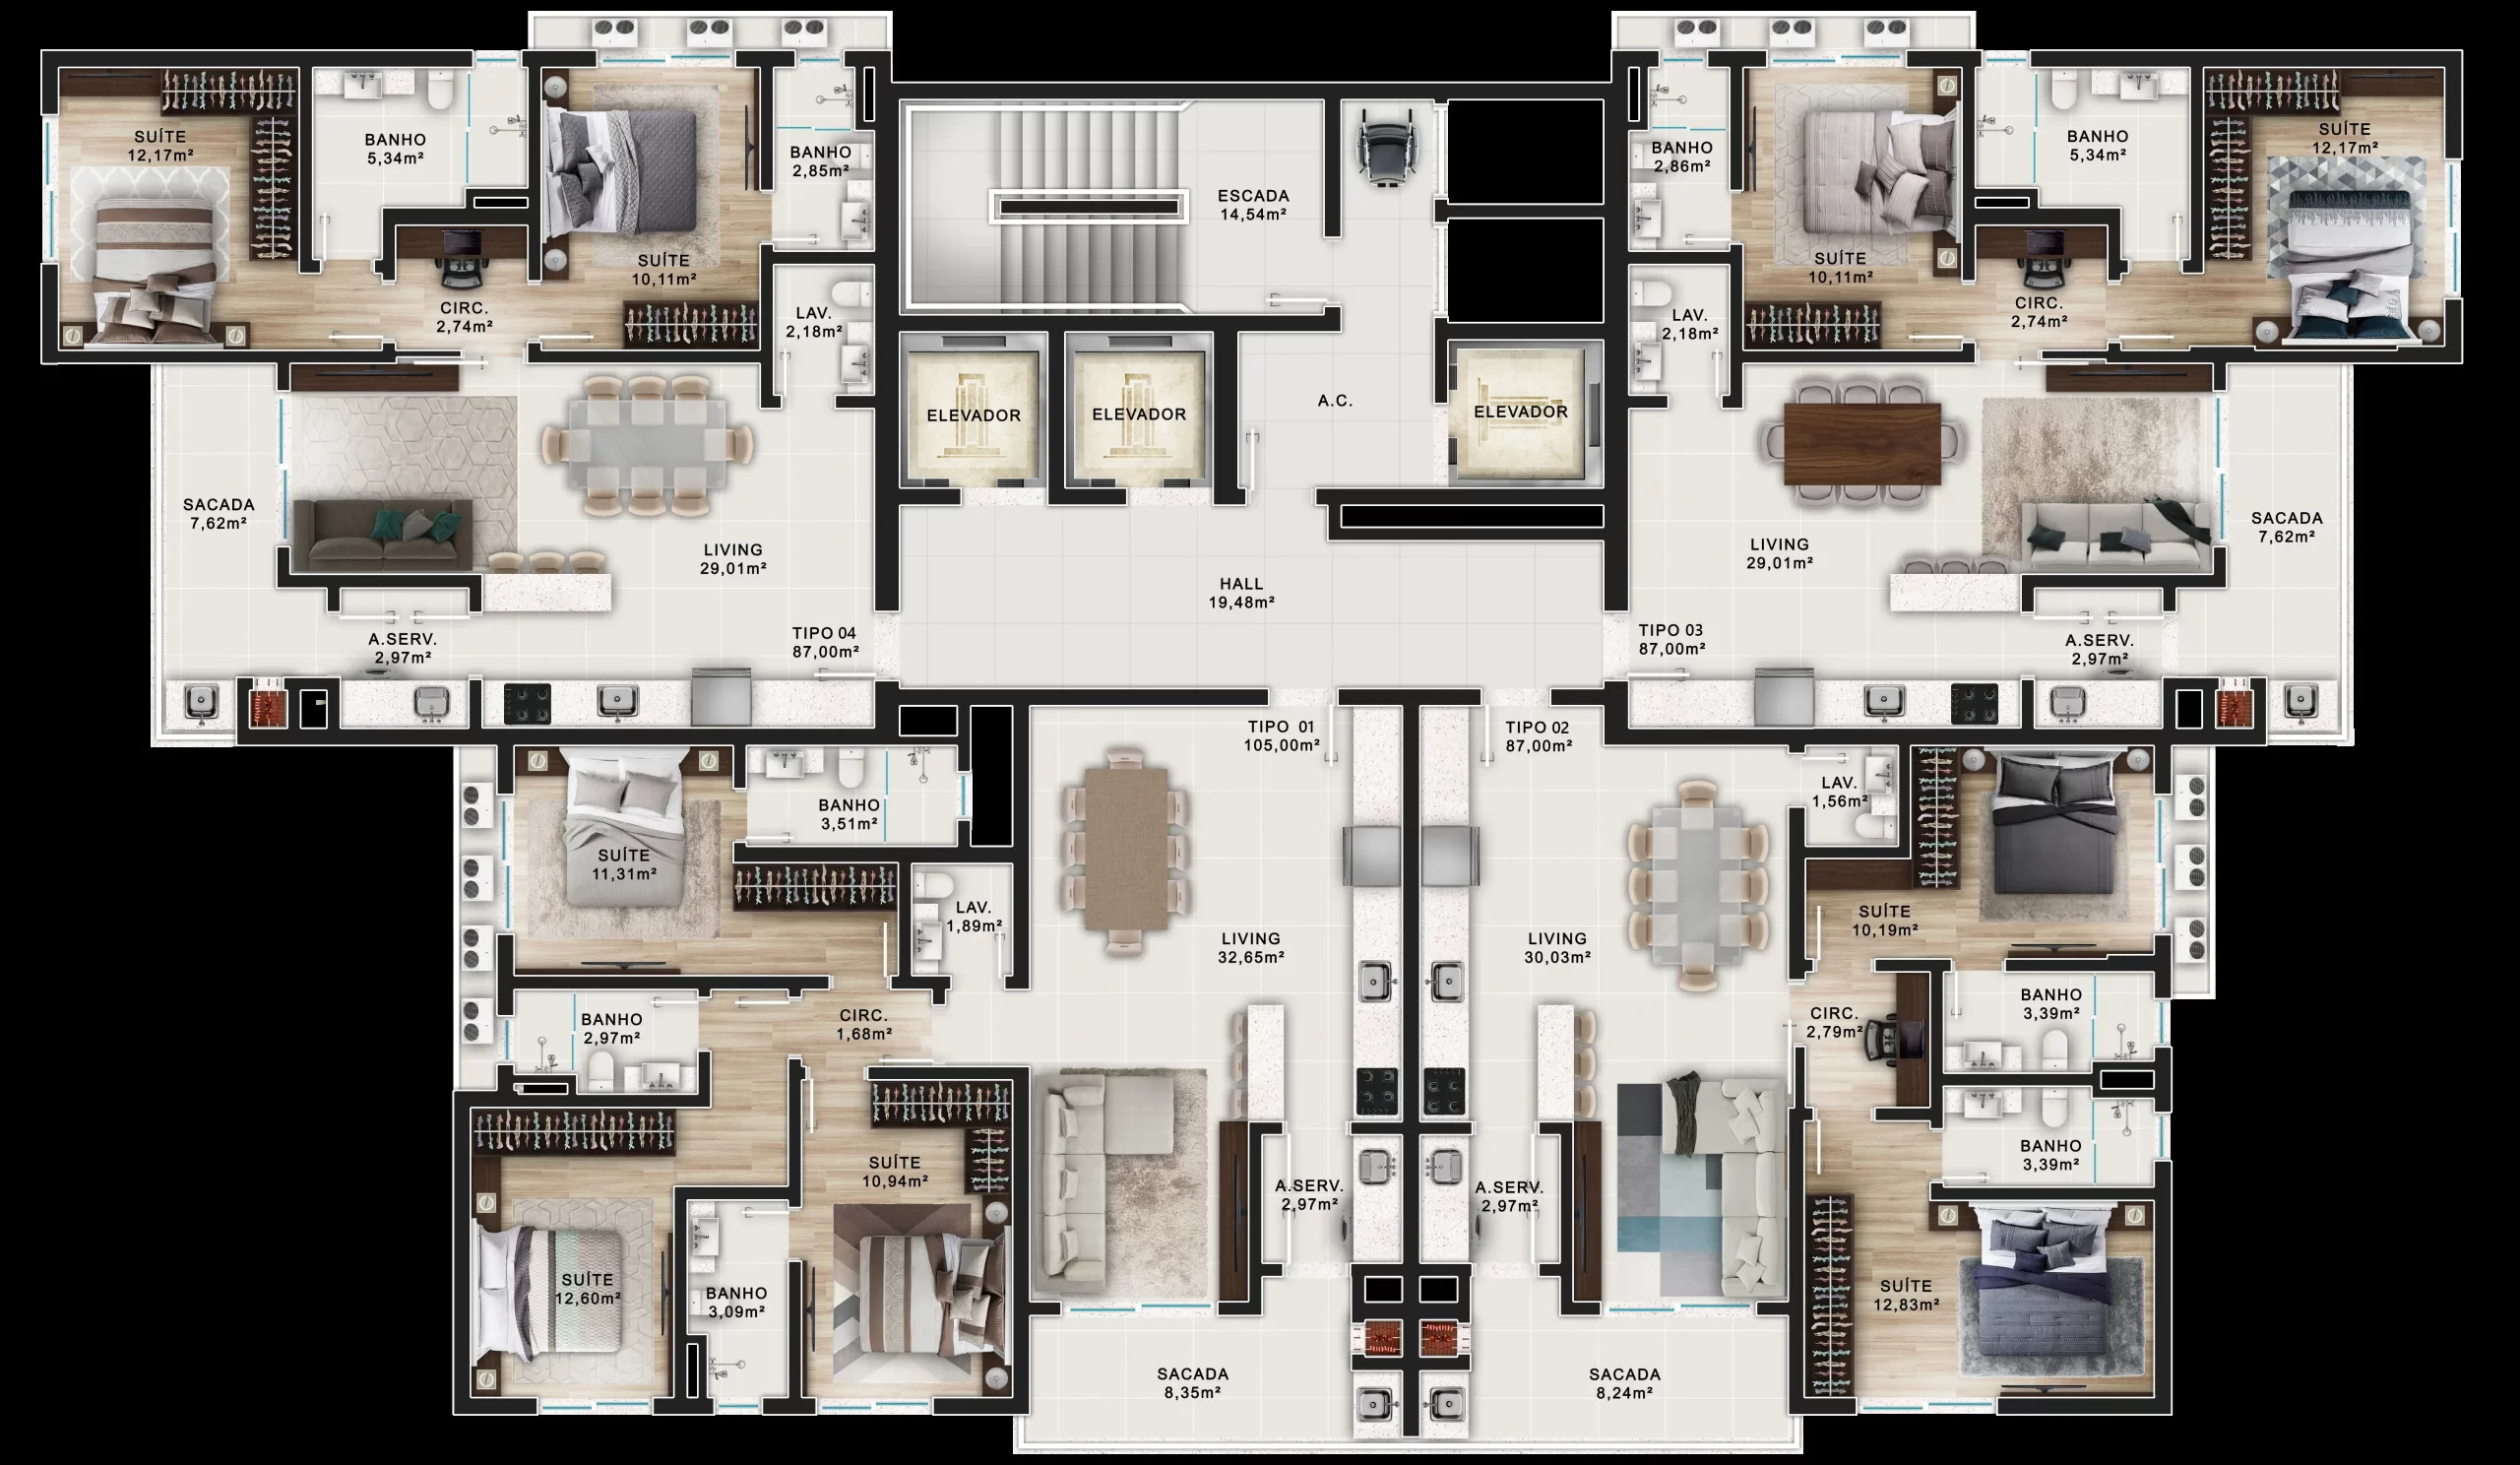 SUÍTE
12,17m²
BANHO
5,34m²
SUÍTE
10,11m²
BANHO
2,85m²
CIRC.
2,74m²
LAV.
2,18m²
SACADA
7,62m²
LIVING
29,01m²
A.SERV.
2,97m²
TIPO 04
87,00m²
ESCADA
14,54m²
ELEVADOR
ELEVADOR
A.C.
ELEVADOR
HALL
19,48m²
BANHO
2,86m²
SUÍTE
10,11m²
BANHO
5,34m²
SUÍTE
12,17m²
LAV.
2,18m²
CIRC.
2,74m²
LIVING
29,01m²
SACADA
7,62m²
TIPO 03
87,00m²
A.SERV.
2,97m²
TIPO 01
105,00m²
SUÍTE
11,31m²
BANHO
3,51m²
LAV.
1,89m²
LIVING
32,65m²
BANHO
2,97m²
CIRC.
1,68m²
SUÍTE
10,94m²
A.SERV.
2,97m²
SUÍTE
12,60m²
BANHO
3,09m²
SACADA
8,35m²
TIPO 02
87,00m²
LAV.
1,56m²
LIVING
30,03m²
SUÍTE
10,19m²
CIRC.
2,79m²
BANHO
3,39m²
BANHO
3,39m²
A.SERV.
2,97m²
SUÍTE
12,83m²
SACADA
8,24m²